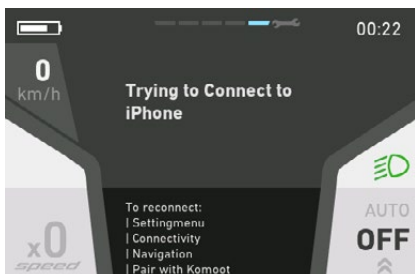 00:22
0
km/h
Trying to Connect to
iPhone
To reconnect:
| Settingmenu
| Connectivity
| Navigation
| Pair with Komoot
x0
speed
AUTO
OFF